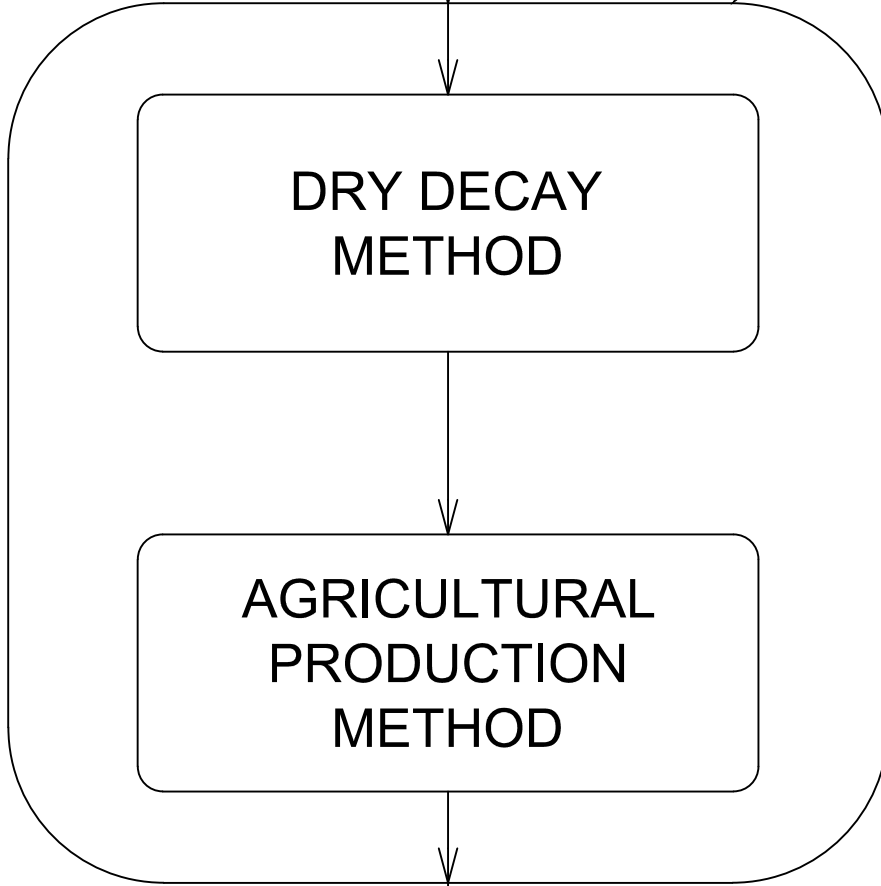 DRY DECAY
METHOD
AGRICULTURAL
PRODUCTION
METHOD